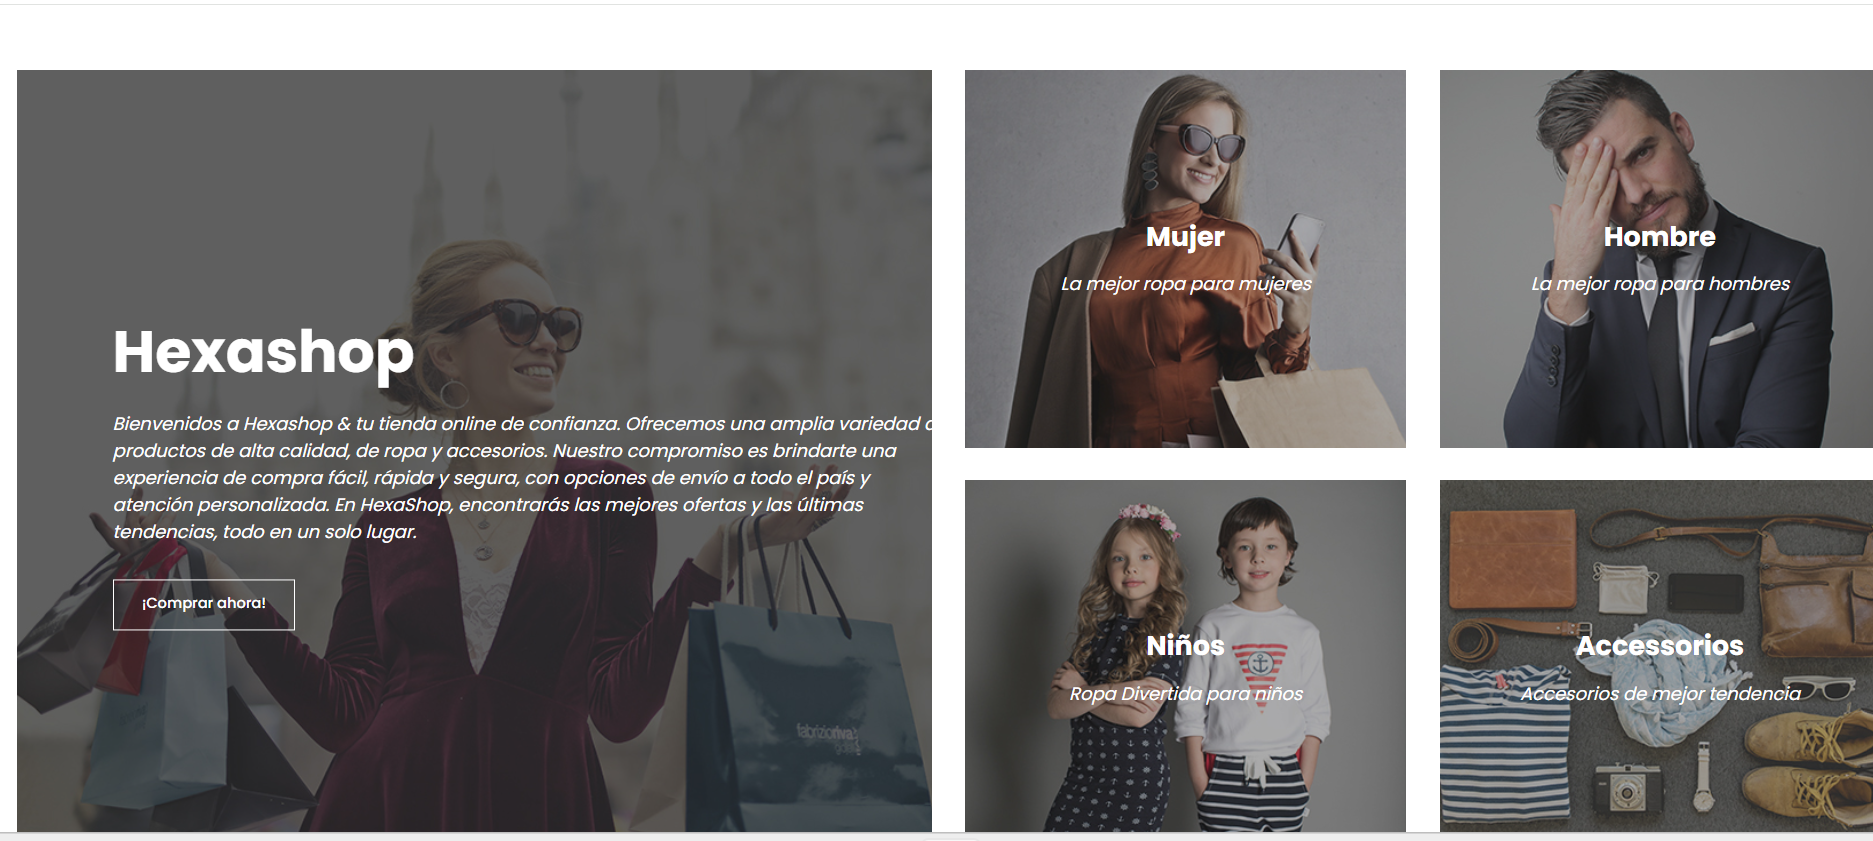 Hexashop
Bienvenidos a Hexashop & tu tienda online de confianza. Ofrecemos una amplia variedad
productos de alta calidad, de ropa y accesorios. Nuestro compromiso es brindarte una
experiencia de compra fácil, rápida y segura, con opciones de envío a todo el país y
atención personalizada. En HexaShop, encontrarás las mejores ofertas y las últimas
tendencias, todo en un solo lugar.
¡Comprar ahora!
fabrizioriva
Mujer
La mejor ropa para mujeres
Hombre
La mejor ropa para hombres
Niños
Ropa Divertida para niños
Accessorios
Accesorios de mejor tendencia